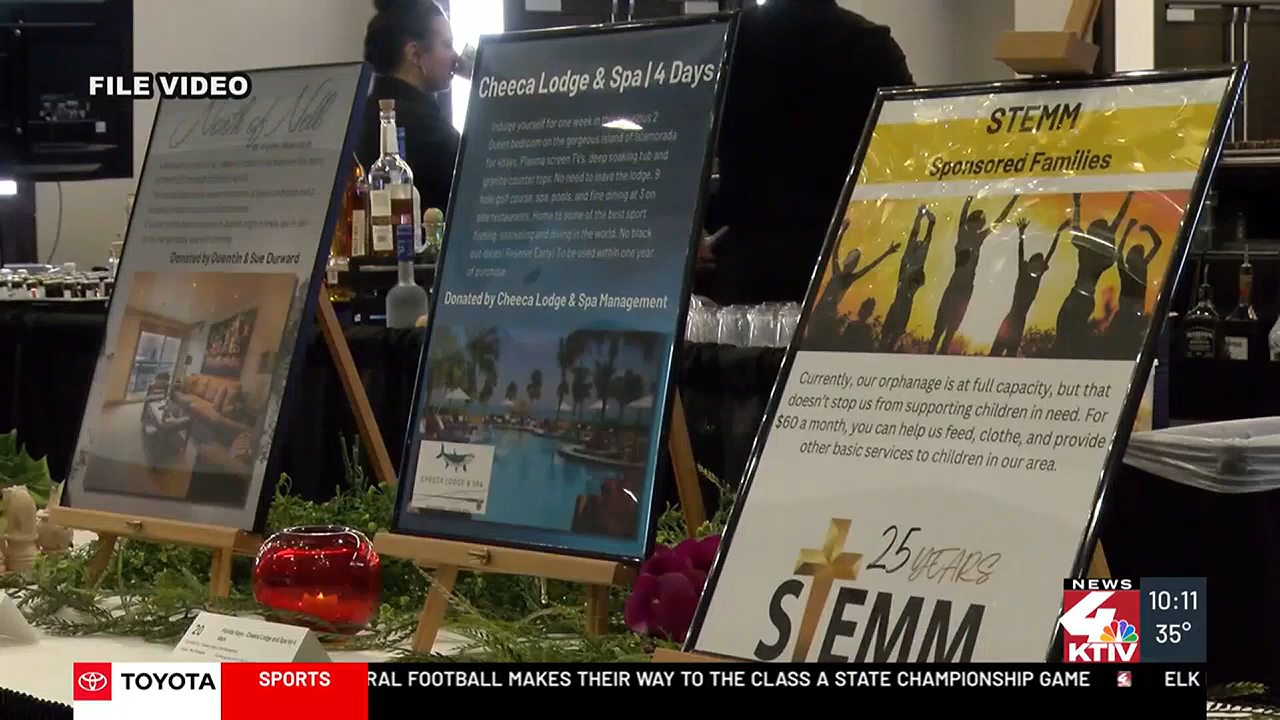 FILE VIDEO
North of Nell
Donated by Quentin & Sue Durward
Cheeca Lodge & Spa | 4 Days
Indulge yourself for one week in
Queen bedroom on the gorgeous island of Islamorada
for 4days. Plasma screen TVs, deep soaking tub and
granite counter tops. No need to leave the lodge. 9
hole golf course, spa, pools, and fine dining at 3 on
site restaurants. Home to some of the best sport
fishing, snorkeling and diving in the world. No black
out dates! Reserve Early! To be used within one year
of purchase.
Donated by Cheeca Lodge & Spa Management
CHEECA LODGE & SPA
20
STEMM
Sponsored Families
Currently, our orphanage is at full capacity, but that
doesn't stop us from supporting children in need. For
$60 a month, you can help us feed, clothe, and provide
other basic services to children in our area.
25 YEARS
STEMM
NEWS
4
KTIV
10:11
35°
TOYOTA
SPORTS
RAL FOOTBALL MAKES THEIR WAY TO THE CLASS A STATE CHAMPIONSHIP GAME
ELK